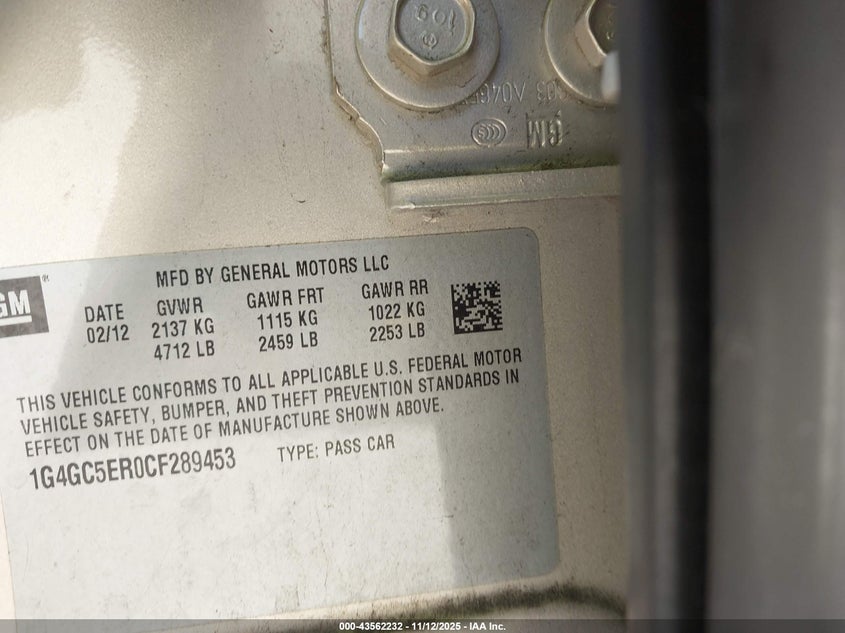 GM
MFD BY GENERAL MOTORS LLC
DATE GVWR GAWR FRT GAWR RR
02/12 2137 KG 1115 KG 1022 KG
4712 LB 2459 LB 2253 LB
THIS VEHICLE CONFORMS TO ALL APPLICABLE U.S. FEDERAL MOTOR
VEHICLE SAFETY, BUMPER, AND THEFT PREVENTION STANDARDS IN
EFFECT ON THE DATE OF MANUFACTURE SHOWN ABOVE.
1G4GC5ER0CF289453 TYPE: PASS CAR
000-43562232 - 11/12/2025 - IAA Inc.